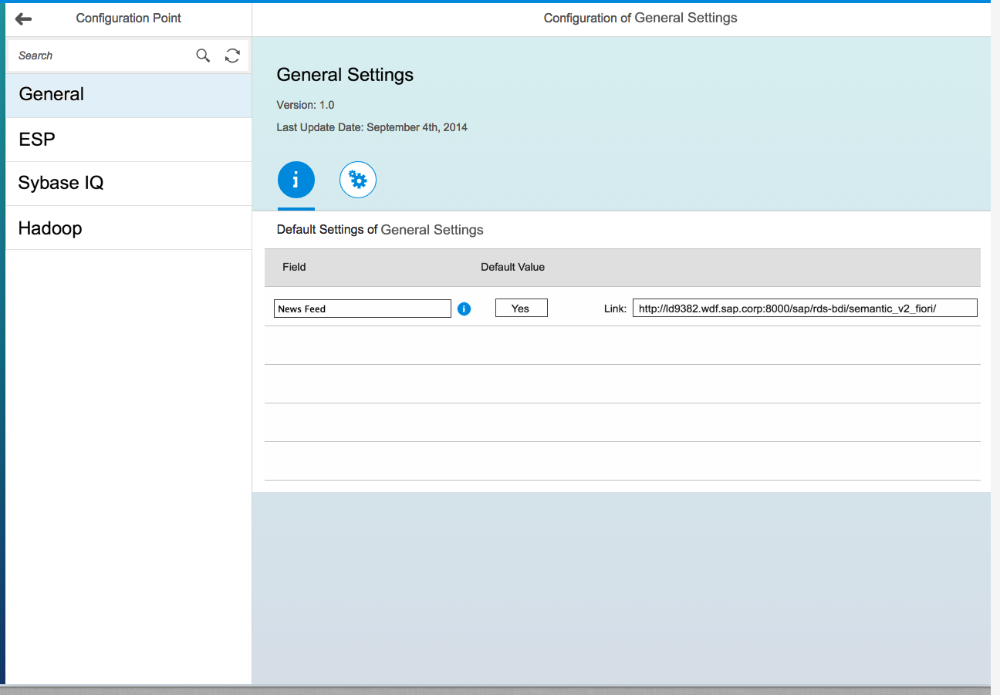 Configuration Point
Configuration of General Settings
Search
General
ESP
Sybase IQ
Hadoop
General Settings
Version: 1.0
Last Update Date: September 4th, 2014
Default Settings of General Settings
Field Default Value
News Feed Yes Link: http://ld9382.wdf.sap.corp:8000/sap/rds-bdi/semantic_v2_fiori/